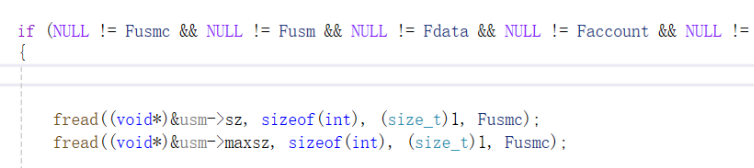 if (NULL != Fusmc && NULL != Fusm && NULL != Fdata && NULL != Faccount && NULL !=
{
fread((void*)&usm->sz, sizeof(int), (size_t)1, Fusmc);
fread((void*)&usm->maxsz, sizeof(int), (size_t)1, Fusmc);